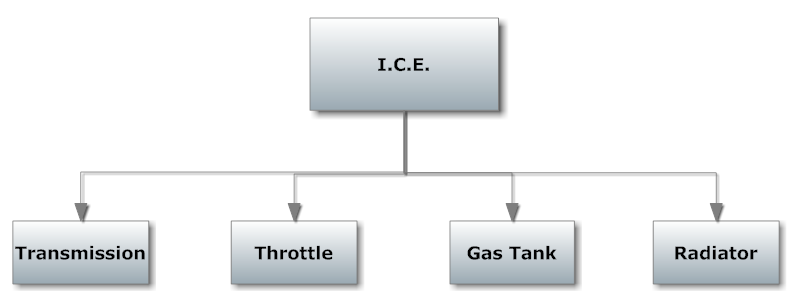 I.C.E.
Transmission
Throttle
Gas Tank
Radiator